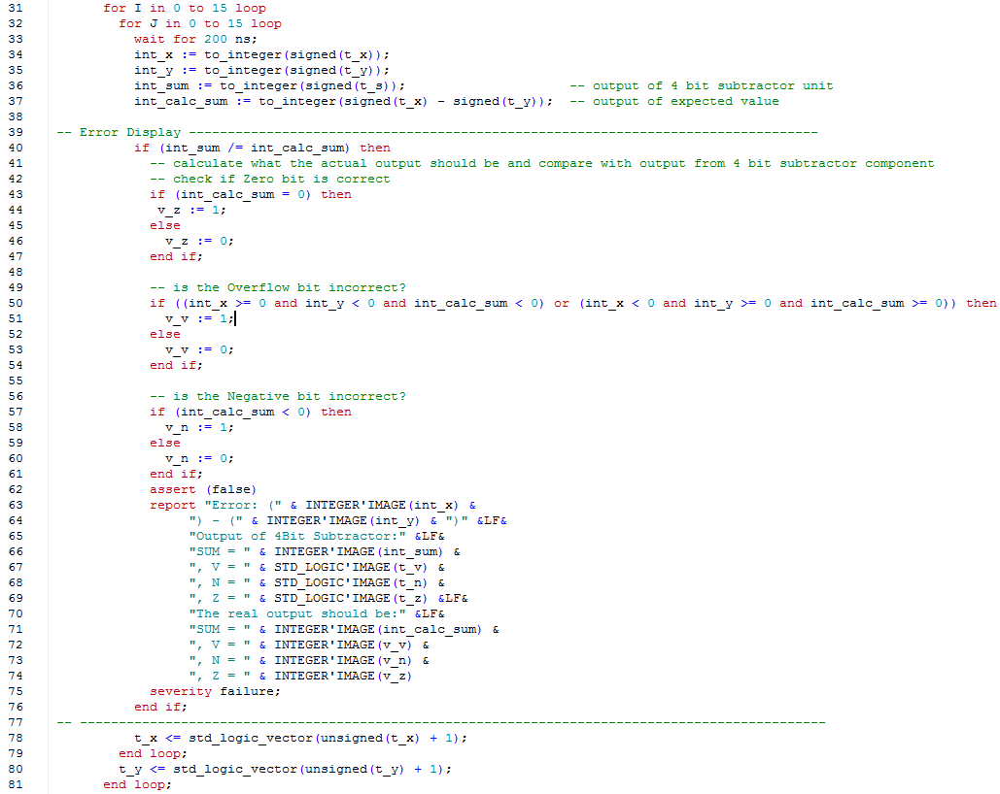 31 for I in 0 to 15 loop
32 for J in 0 to 15 loop
33 wait for 200 ns;
34 int_x := to_integer(signed(t_x));
35 int_y := to_integer(signed(t_y));
36 int_sum := to_integer(signed(t_s)); -- output of 4 bit subtractor unit
37 int_calc_sum := to_integer(signed(t_x) - signed(t_y)); -- output of expected value
38
39 -- Error Display ---------------------------------------------------------------------------------
40 if (int_sum /= int_calc_sum) then
41 -- calculate what the actual output should be and compare with output from 4 bit subtractor component
42 -- check if Zero bit is correct
43 if (int_calc_sum = 0) then
44 v_z := 1;
45 else
46 v_z := 0;
47 end if;
48
49 -- is the Overflow bit incorrect?
50 if ((int_x >= 0 and int_y < 0 and int_calc_sum < 0) or (int_x < 0 and int_y >= 0 and int_calc_sum >= 0)) then
51 v_v := 1;
52 else
53 v_v := 0;
54 end if;
55
56 -- is the Negative bit incorrect?
57 if (int_calc_sum < 0) then
58 v_n := 1;
59 else
60 v_n := 0;
61 end if;
62 assert (false)
63 report "Error: (" & INTEGER'IMAGE(int_x) &
64 ") - (" & INTEGER'IMAGE(int_y) & ")" &LF&
65 "Output of 4Bit Subtractor:" &LF&
66 "SUM = " & INTEGER'IMAGE(int_sum) &
67 ", V = " & STD_LOGIC'IMAGE(t_v) &
68 ", N = " & STD_LOGIC'IMAGE(t_n) &
69 ", Z = " & STD_LOGIC'IMAGE(t_z) &LF&
70 "The real output should be:" &LF&
71 "SUM = " & INTEGER'IMAGE(int_calc_sum) &
72 ", V = " & INTEGER'IMAGE(v_v) &
73 ", N = " & INTEGER'IMAGE(v_n) &
74 ", Z = " & INTEGER'IMAGE(v_z)
75 severity failure;
76 end if;
77 -- ------------------------------------------------------------------------------------------------
78 t_x <= std_logic_vector(unsigned(t_x) + 1);
79 end loop;
80 t_y <= std_logic_vector(unsigned(t_y) + 1);
81 end loop;